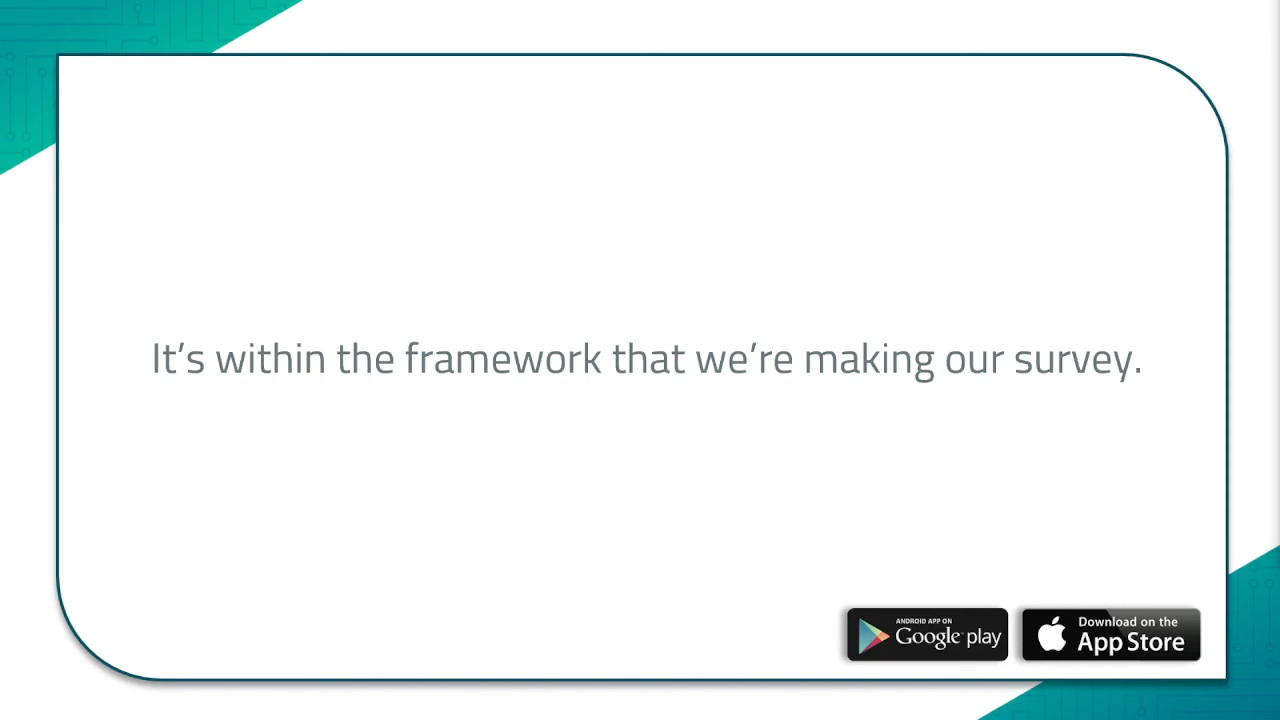 It’s within the framework that we’re making our survey.
ANDROID APP ON
Google play
Download on the
App Store